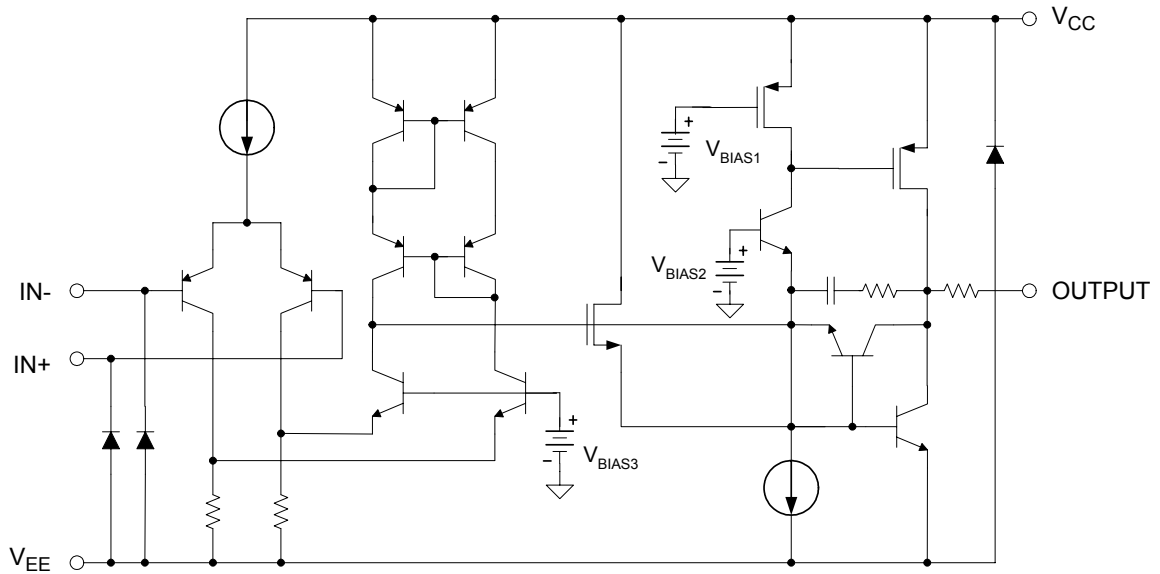 V_CC
+
-
V_BIAS1
+
-
V_BIAS2
IN-
OUTPUT
IN+
+
-
V_BIAS3
V_EE